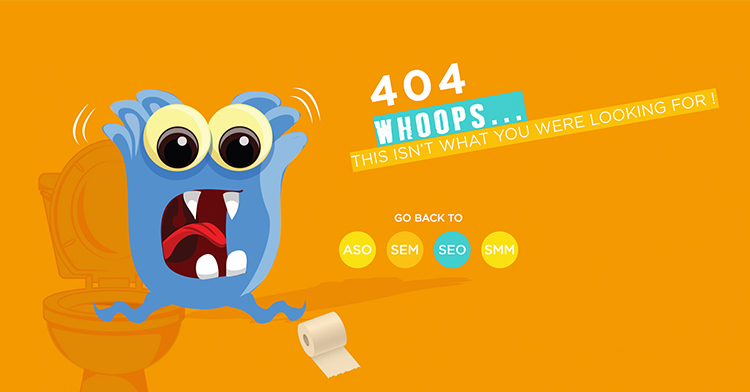 404
WHOOPS...
THIS ISN'T WHAT YOU WERE LOOKING FOR !
GO BACK TO
ASO SEM SEO SMM